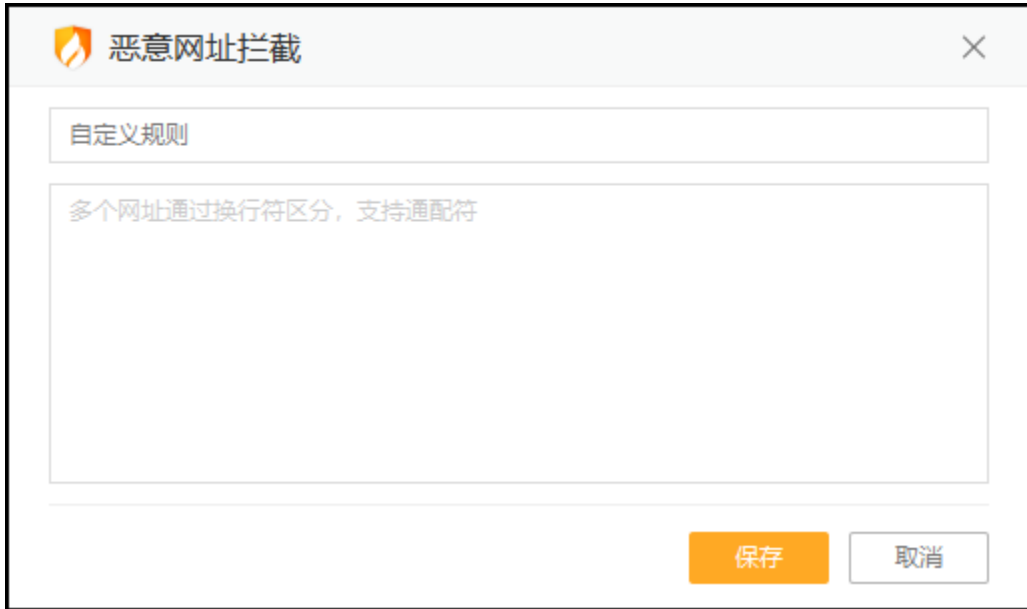 恶意网址拦截
自定义规则
多个网址通过换行符区分，支持通配符
保存
取消